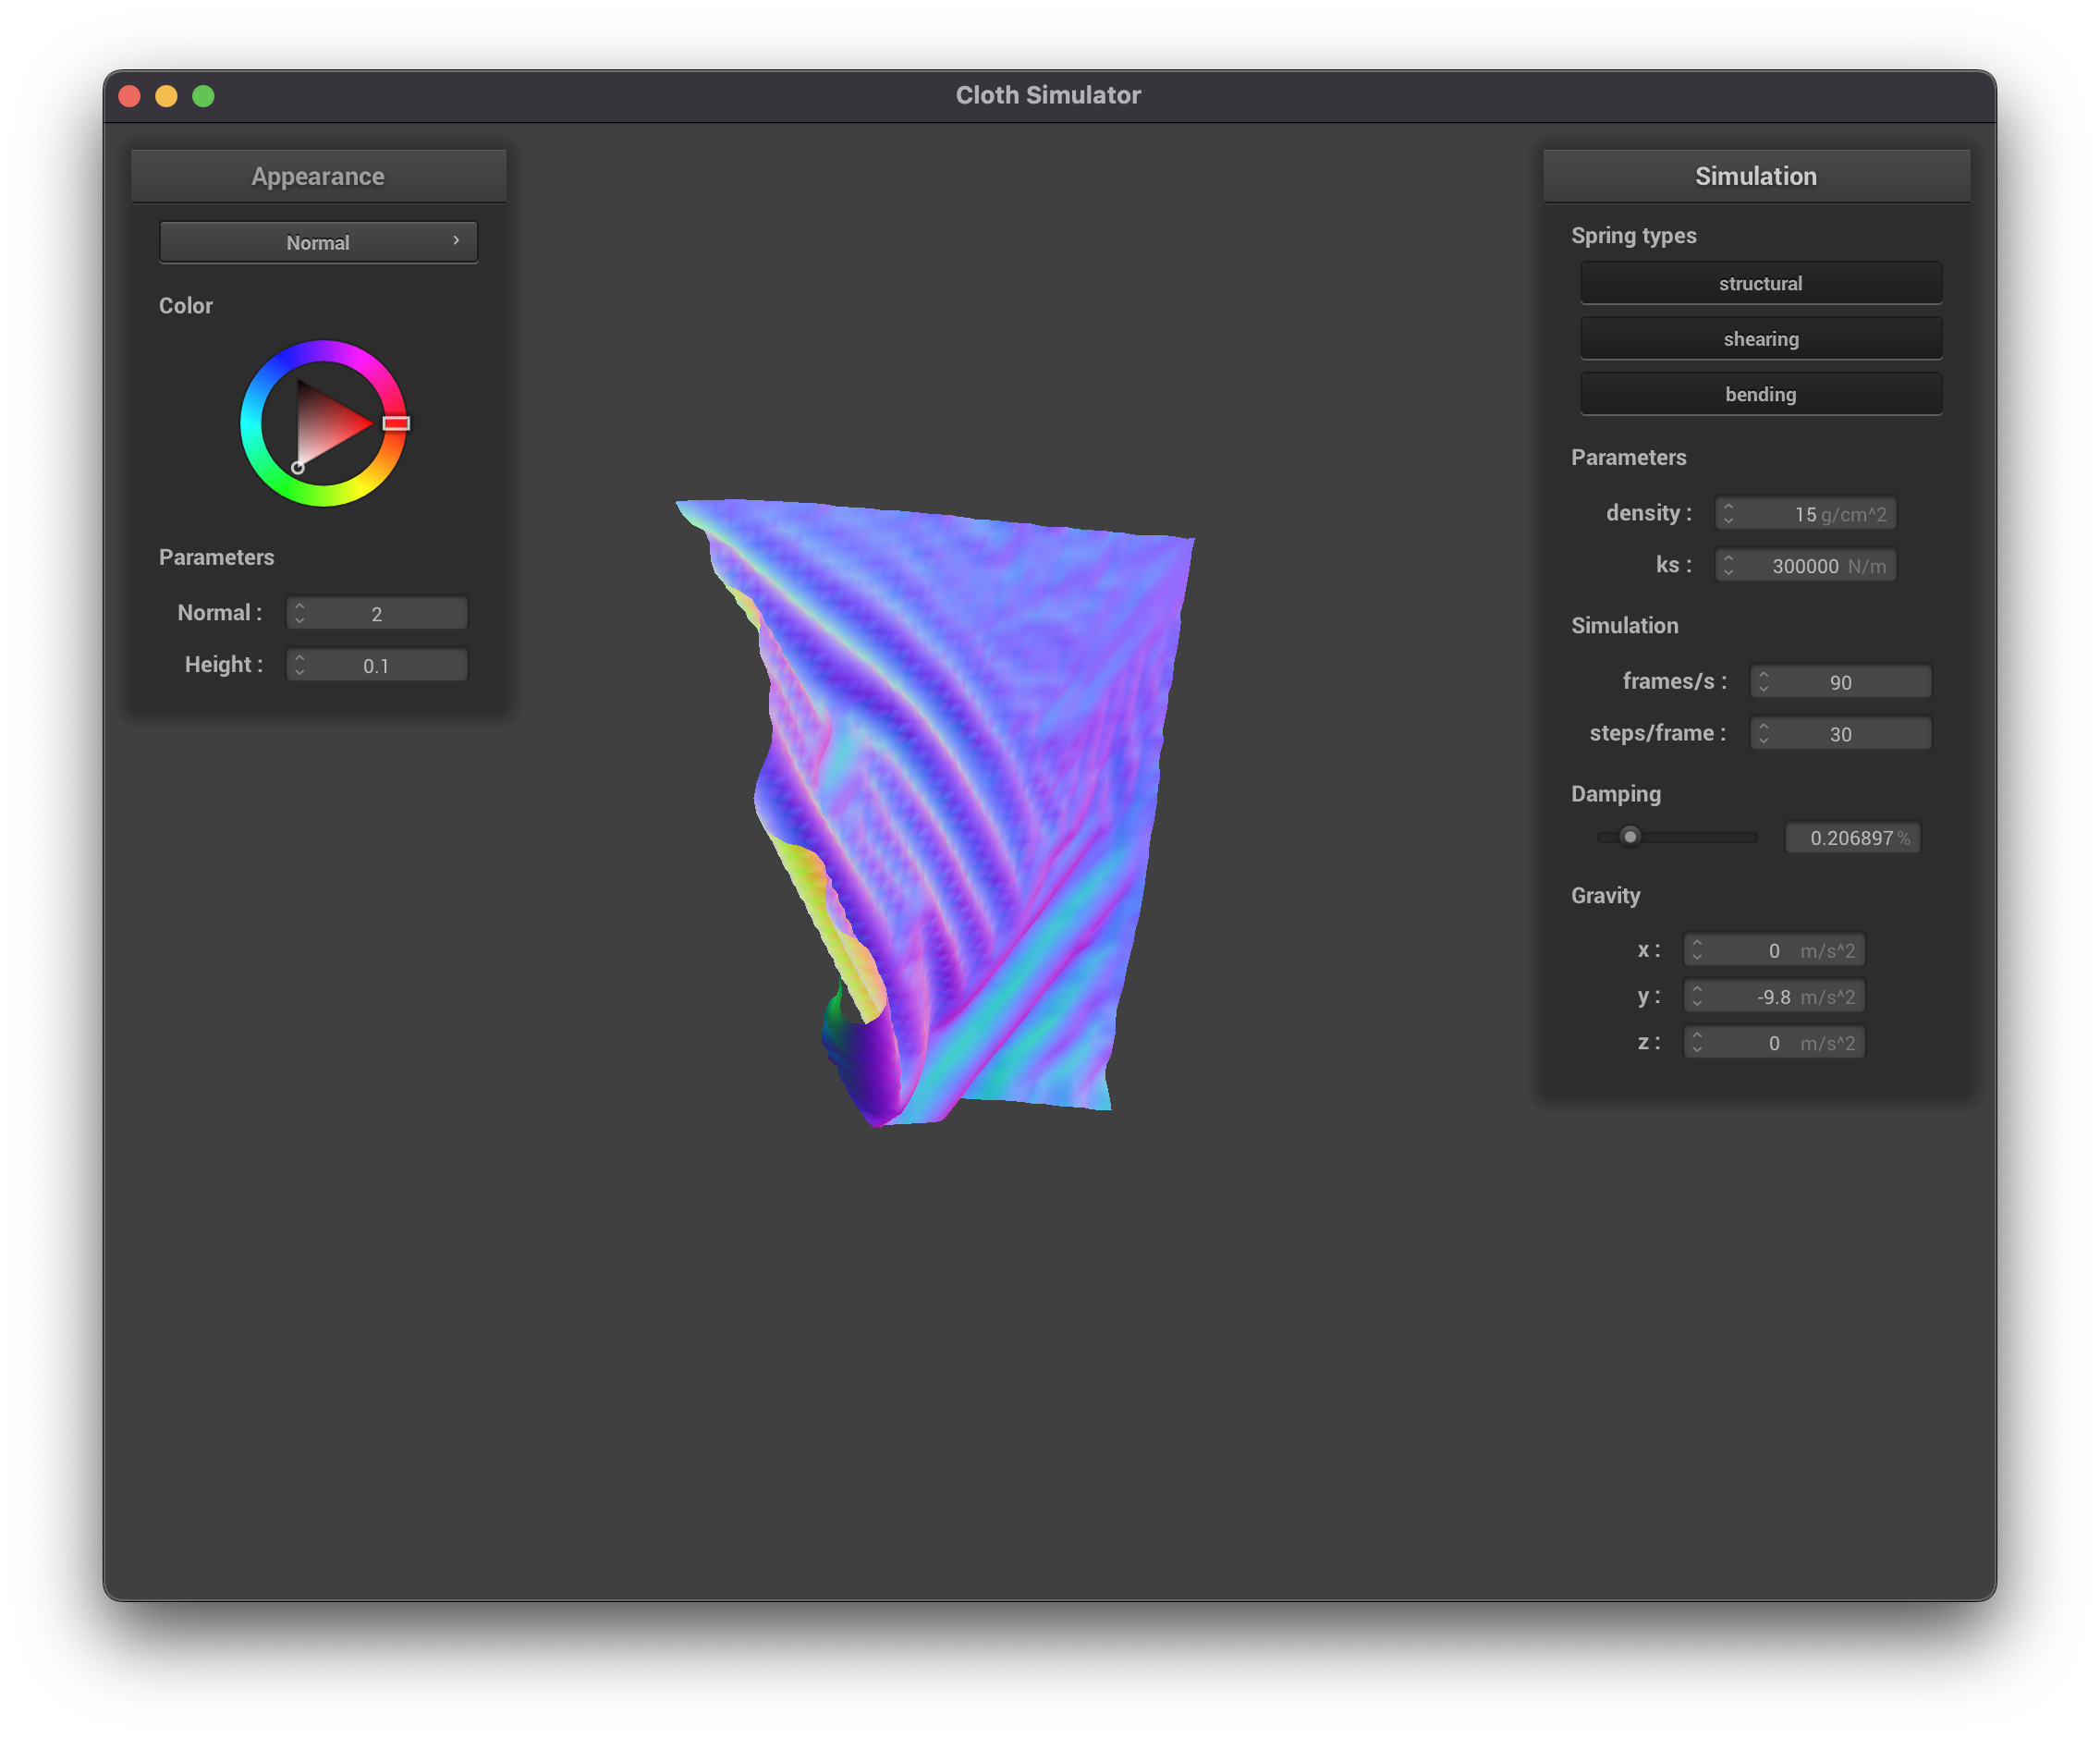 Cloth Simulator
Appearance
Normal
Color
Parameters
Normal : 2
Height : 0.1
Simulation
Spring types
structural
shearing
bending
Parameters
density : 15 g/cm^2
ks : 300000 N/m
Simulation
frames/s : 90
steps/frame : 30
Damping
0.206897 %
Gravity
x : 0 m/s^2
y : -9.8 m/s^2
z : 0 m/s^2